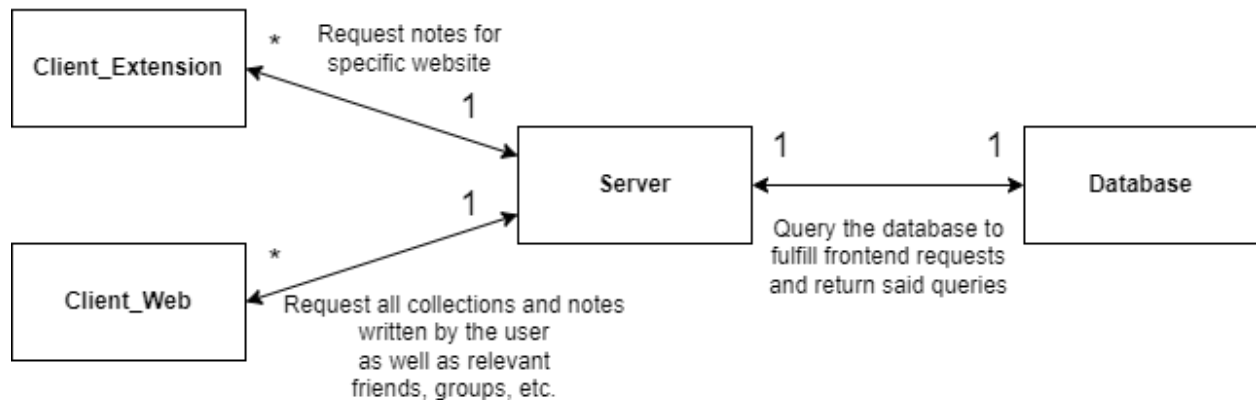 *
Request notes for
specific website
Client_Extension
1
Server
1
1
Database
1
*
Query the database to
fulfill frontend requests
and return said queries
Client_Web
Request all collections and notes
written by the user
as well as relevant
friends, groups, etc.